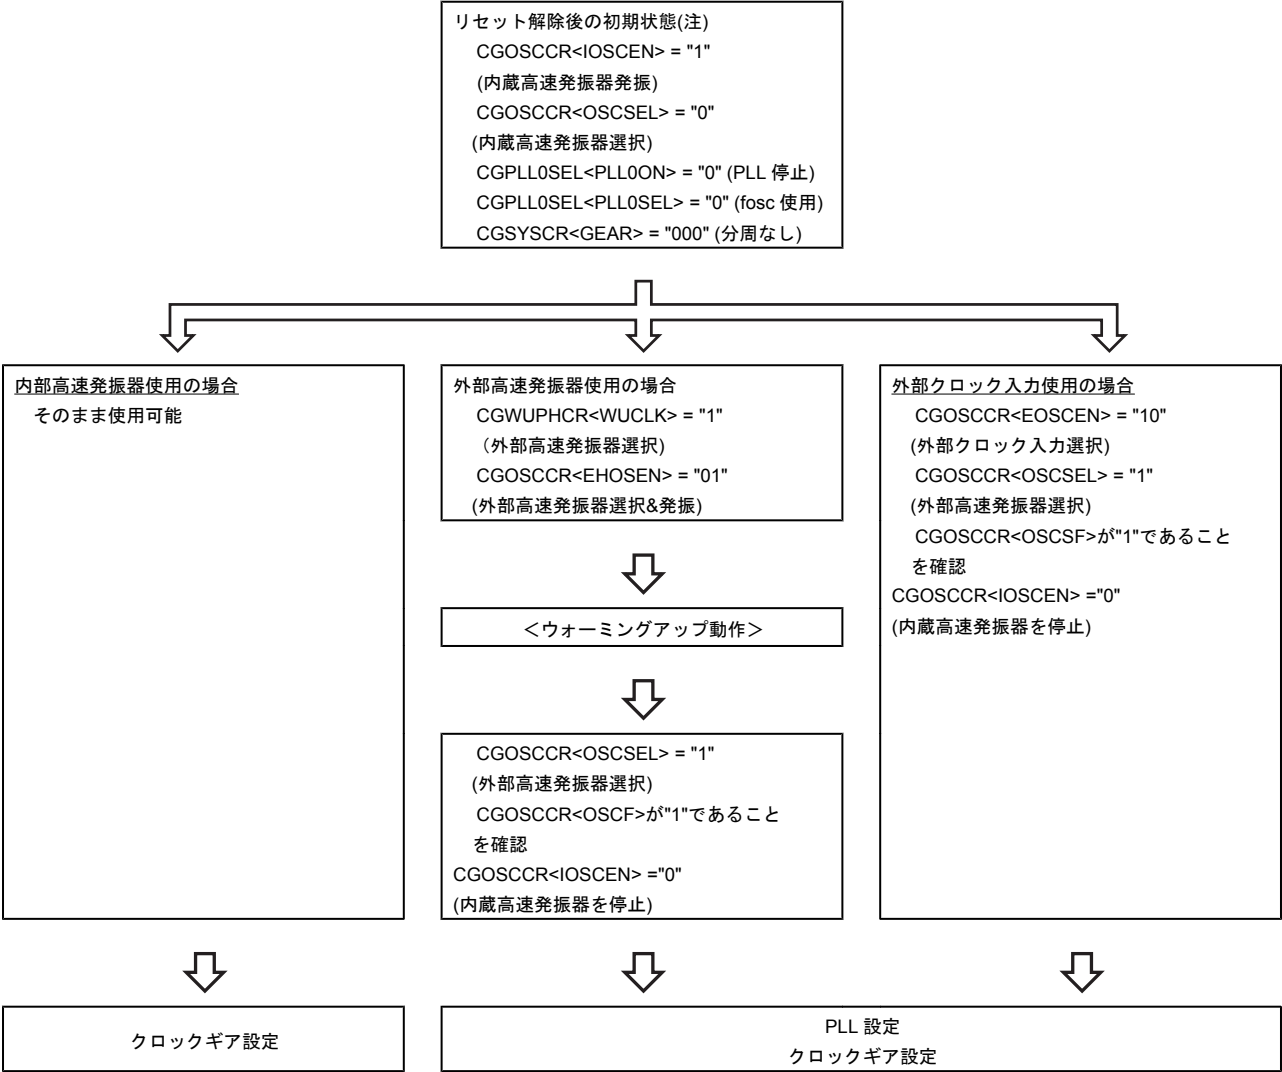 リセット解除後の初期状態(注)
CGOSCCR<IOSCEN> = "1"
(内蔵高速発振器発振)
CGOSCCR<OSCSEL> = "0"
(内蔵高速発振器選択)
CGPLL0SEL<PLL0ON> = "0" (PLL 停止)
CGPLL0SEL<PLL0SEL> = "0" (fosc 使用)
CGSYSCR<GEAR> = "000" (分周なし)
内部高速発振器使用の場合
そのまま使用可能
外部高速発振器使用の場合
CGWUPHCR<WUCLK> = "1"
（外部高速発振器選択)
CGOSCCR<EHOSEN> = "01"
(外部高速発振器選択&発振)
<ウォーミングアップ動作>
CGOSCCR<OSCSEL> = "1"
(外部高速発振器選択)
CGOSCCR<OSCF>が"1"であること
を確認
CGOSCCR<IOSCEN> ="0"
(内蔵高速発振器を停止)
外部クロック入力使用の場合
CGOSCCR<EOSCEN> = "10"
(外部クロック入力選択)
CGOSCCR<OSCSEL> = "1"
(外部高速発振器選択)
CGOSCCR<OSCSF>が"1"であること
を確認
CGOSCCR<IOSCEN> ="0"
(内蔵高速発振器を停止)
クロックギア設定
PLL 設定
クロックギア設定